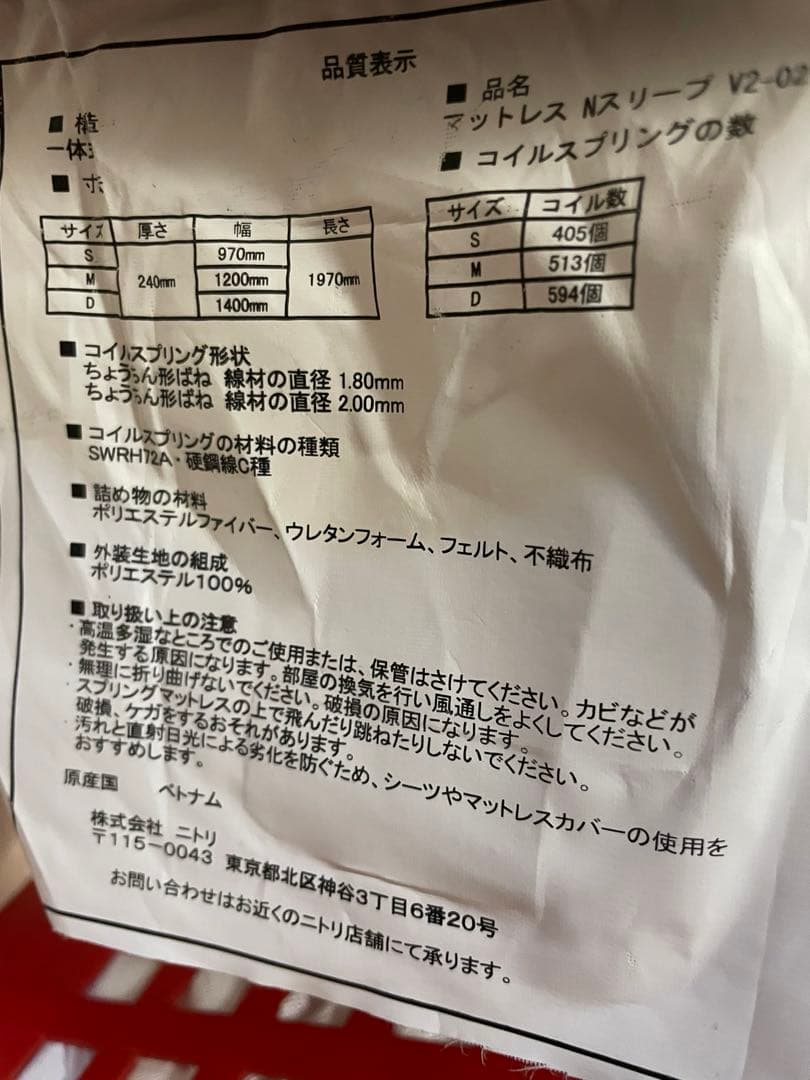 品質表示
■ 構
一体
■ ボ
サイズ 厚さ 幅 長さ
S 240mm 970mm 1970mm
M 1200mm
D 1400mm
■ 品名
マットレス Nスリープ V2-02
■ コイルスプリングの数
サイズ コイル数
S 405個
M 513個
D 594個
■ コイルスプリング形状
ちょうちん形ばね 線材の直径 1.80mm
ちょうちん形ばね 線材の直径 2.00mm
■ コイルスプリングの材料の種類
SWRH72A・硬鋼線C種
■ 詰め物の材料
ポリエステルファイバー、ウレタンフォーム、フェルト、不織布
■ 外装生地の組成
ポリエステル100%
■ 取り扱い上の注意
・高温多湿なところでのご使用または、保管はさけてください。カビなどが
発生する原因になります。部屋の換気を行い風通しをよくしてください。
・無理に折り曲げないでください。破損の原因になります。
・スプリングマットレスの上で飛んだり跳ねたりしないでください。
破損、ケガをするおそれがあります。
・汚れと直射日光による劣化を防ぐため、シーツやマットレスカバーの使用を
おすすめします。
原産国 ベトナム
株式会社 ニトリ
〒115-0043 東京都北区神谷3丁目6番20号
お問い合わせはお近くのニトリ店舗にて承ります。